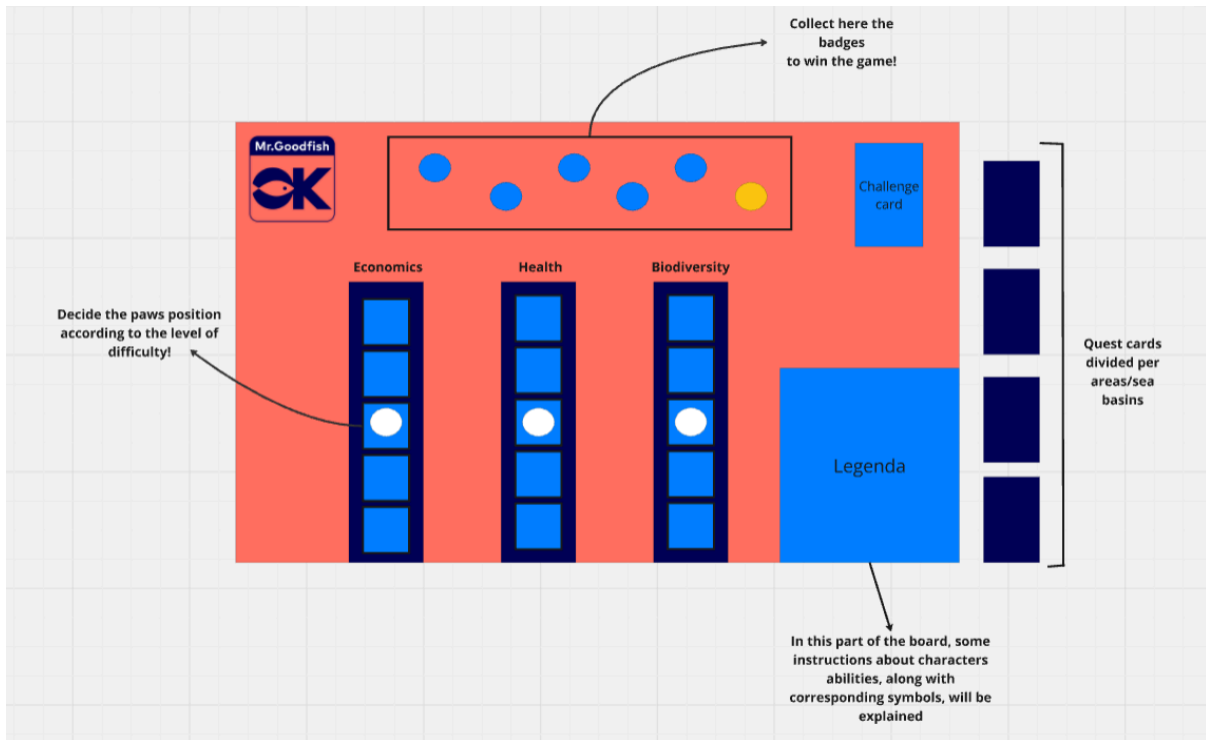 Collect here the
badges
to win the game!
Mr.Goodfish
OK
Challenge
card
Economics
Health
Biodiversity
Decide the paws position
according to the level of
difficulty!
Quest cards
divided per
areas/sea
basins
Legenda
In this part of the board, some
instructions about characters
abilities, along with
corresponding symbols, will be
explained